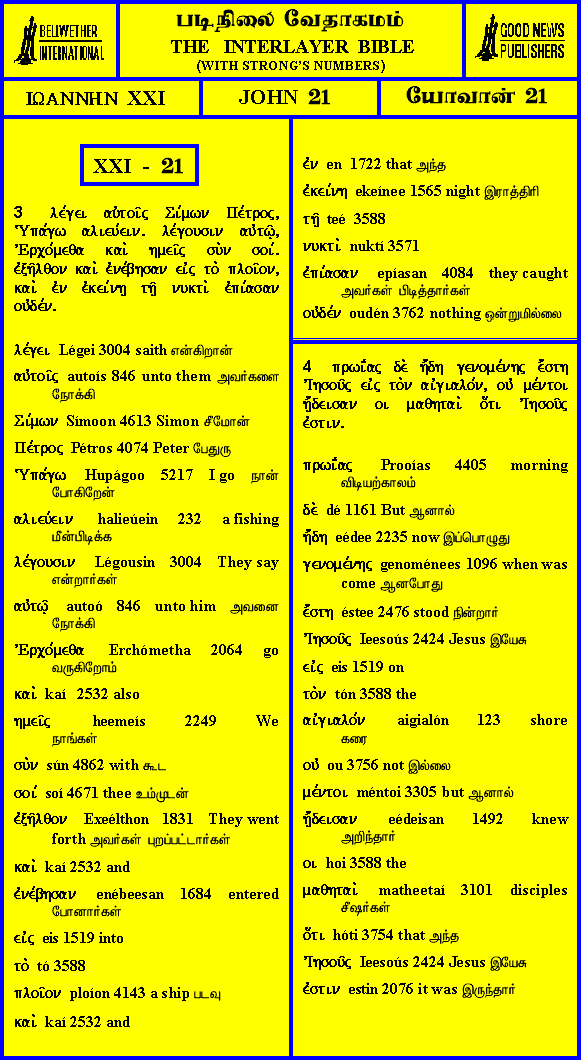 BELLWETHER
INTERNATIONAL
படிநிலை வேதாகமம்
THE INTERLAYER BIBLE
(WITH STRONG'S NUMBERS)
GOOD NEWS
PUBLISHERS
ΙΩΑΝΝΗΝ XXI
JOHN 21
யோவான் 21
XXI - 21
3 λέγει αὐτοῖς Σίμων Πέτρος,
Ὑπάγω αλιεύειν. λέγουσιν αὐτῷ,
Ἐρχόμεθα καὶ ημεῖς σὺν σοί.
ἐξῆλθον καὶ ἐνέβησαν εἰς τὸ πλοῖον,
καὶ ἐν ἐκείνῃ τῇ νυκτὶ ἐπίασαν
οὐδέν.
λέγει Légei 3004 saith என்கிறான்
αὐτοῖς autoís 846 unto them அவர்களை
நோக்கி
Σίμων Símoon 4613 Simon சீமோன்
Πέτρος Pétros 4074 Peter பேதுரு
Ὑπάγω Hupágoo 5217 I go நான்
போகிறேன்
αλιεύειν halieúein 232 a fishing
மீன்பிடிக்க
λέγουσιν Légousin 3004 They say
என்றார்கள்
αὐτῷ autoó 846 unto him அவனை
நோக்கி
Ἐρχόμεθα Erchómetha 2064 go
வருகிறோம்
καὶ kaí 2532 also
ημεῖς heemeís 2249 We
நாங்கள்
σὺν sún 4862 with கூட
σοί soí 4671 thee உம்முடன்
ἐξῆλθον Exeélthon 1831 They went
forth அவர்கள் புறப்பட்டார்கள்
καὶ kaí 2532 and
ἐνέβησαν enébeesan 1684 entered
போனார்கள்
εἰς eis 1519 into
τὸ tó 3588
πλοῖον ploíon 4143 a ship படவு
καὶ kaí 2532 and
ἐν en 1722 that அந்த
ἐκείνῃ ekeínee 1565 night இராத்திரி
τῇ teé 3588
νυκτὶ nuktí 3571
ἐπίασαν epíasan 4084 they caught
அவர்கள் பிடித்தார்கள்
οὐδέν oudén 3762 nothing ஒன்றுமில்லை
4 πρωΐας δὲ ἤδη γενομένης ἔστη
Ἰησοῦς εἰς τὸν αἰγιαλόν, οὐ μέντοι
ᾔδεισαν οι μαθηταὶ ὅτι Ἰησοῦς
ἐστιν.
πρωΐας Prooías 4405 morning
விடியற்காலம்
δὲ dé 1161 But ஆனால்
ἤδη eédee 2235 now இப்பொழுது
γενομένης genoménees 1096 when was
come ஆனபோது
ἔστη éstee 2476 stood நின்றார்
Ἰησοῦς Ieesoús 2424 Jesus இயேசு
εἰς eis 1519 on
τὸν tón 3588 the
αἰγιαλόν aigialón 123 shore
கரை
οὐ ou 3756 not இல்லை
μέντοι méntoi 3305 but ஆனால்
ᾔδεισαν eédeisan 1492 knew
அறிந்தார்
οι hoi 3588 the
μαθηταὶ matheetaí 3101 disciples
சீஷர்கள்
ὅτι hóti 3754 that அந்த
Ἰησοῦς Ieesoús 2424 Jesus இயேசு
ἐστιν estin 2076 it was இருந்தார்